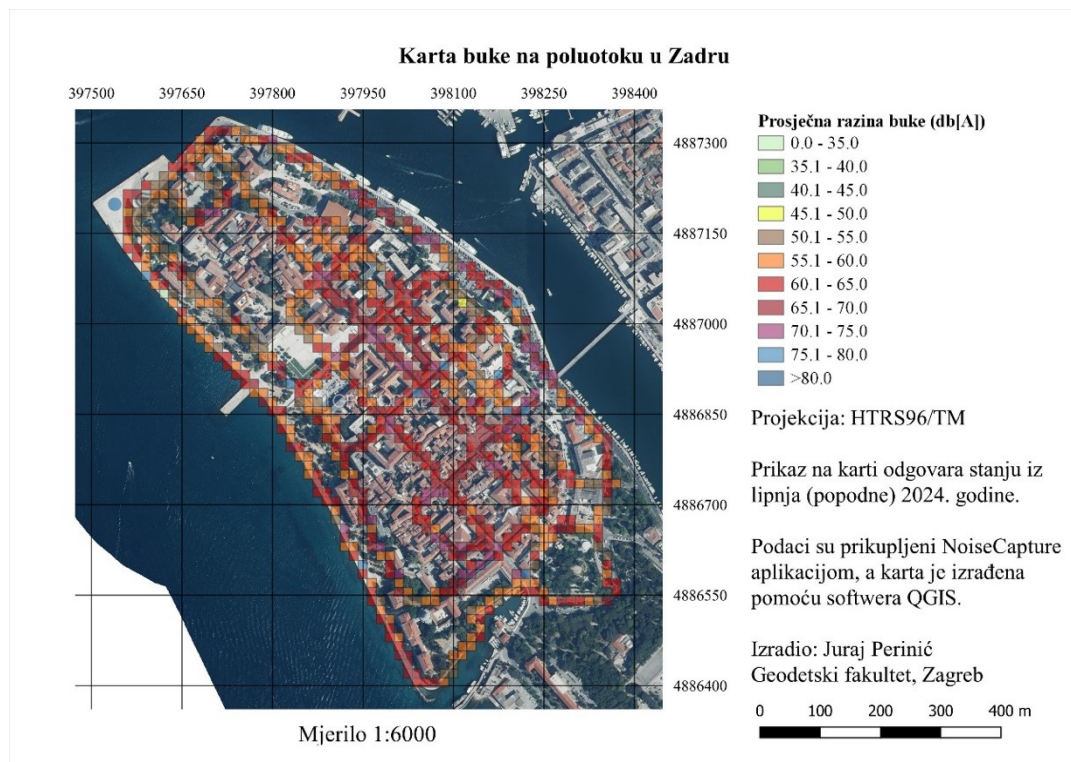 Karta buke na poluotoku u Zadru
397500 397650 397800 397950 398100 398250 398400
4887300
4887150
4887000
4886850
4886700
4886550
4886400
Mjerilo 1:6000
Prosječna razina buke (db[A])
0.0 - 35.0
35.1 - 40.0
40.1 - 45.0
45.1 - 50.0
50.1 - 55.0
55.1 - 60.0
60.1 - 65.0
65.1 - 70.0
70.1 - 75.0
75.1 - 80.0
>80.0
Projekcija: HTRS96/TM
Prikaz na karti odgovara stanju iz
lipnja (popodne) 2024. godine.
Podaci su prikupljeni NoiseCapture
aplikacijom, a karta je izrađena
pomoću softwera QGIS.
Izradio: Juraj Perinić
Geodetski fakultet, Zagreb
0 100 200 300 400 m